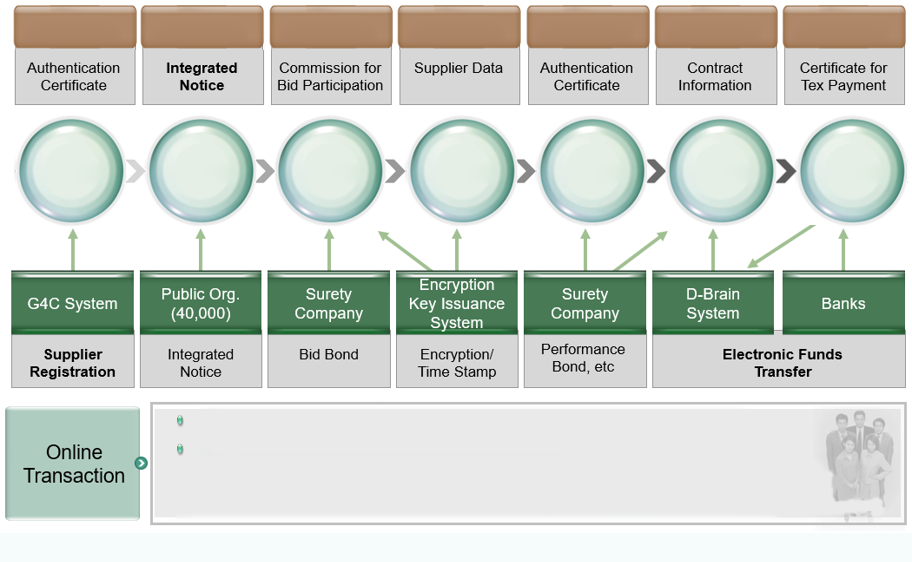 Authentication
Certificate
Integrated
Notice
Commission for
Bid Participation
Supplier Data
Authentication
Certificate
Contract
Information
Certificate for
Tex Payment
G4C System
Public Org.
(40,000)
Surety
Company
Encryption
Key Issuance
System
Surety
Company
D-Brain
System
Banks
Supplier
Registration
Integrated
Notice
Bid Bond
Encryption/
Time Stamp
Performance
Bond, etc
Electronic Funds
Transfer
Online
Transaction